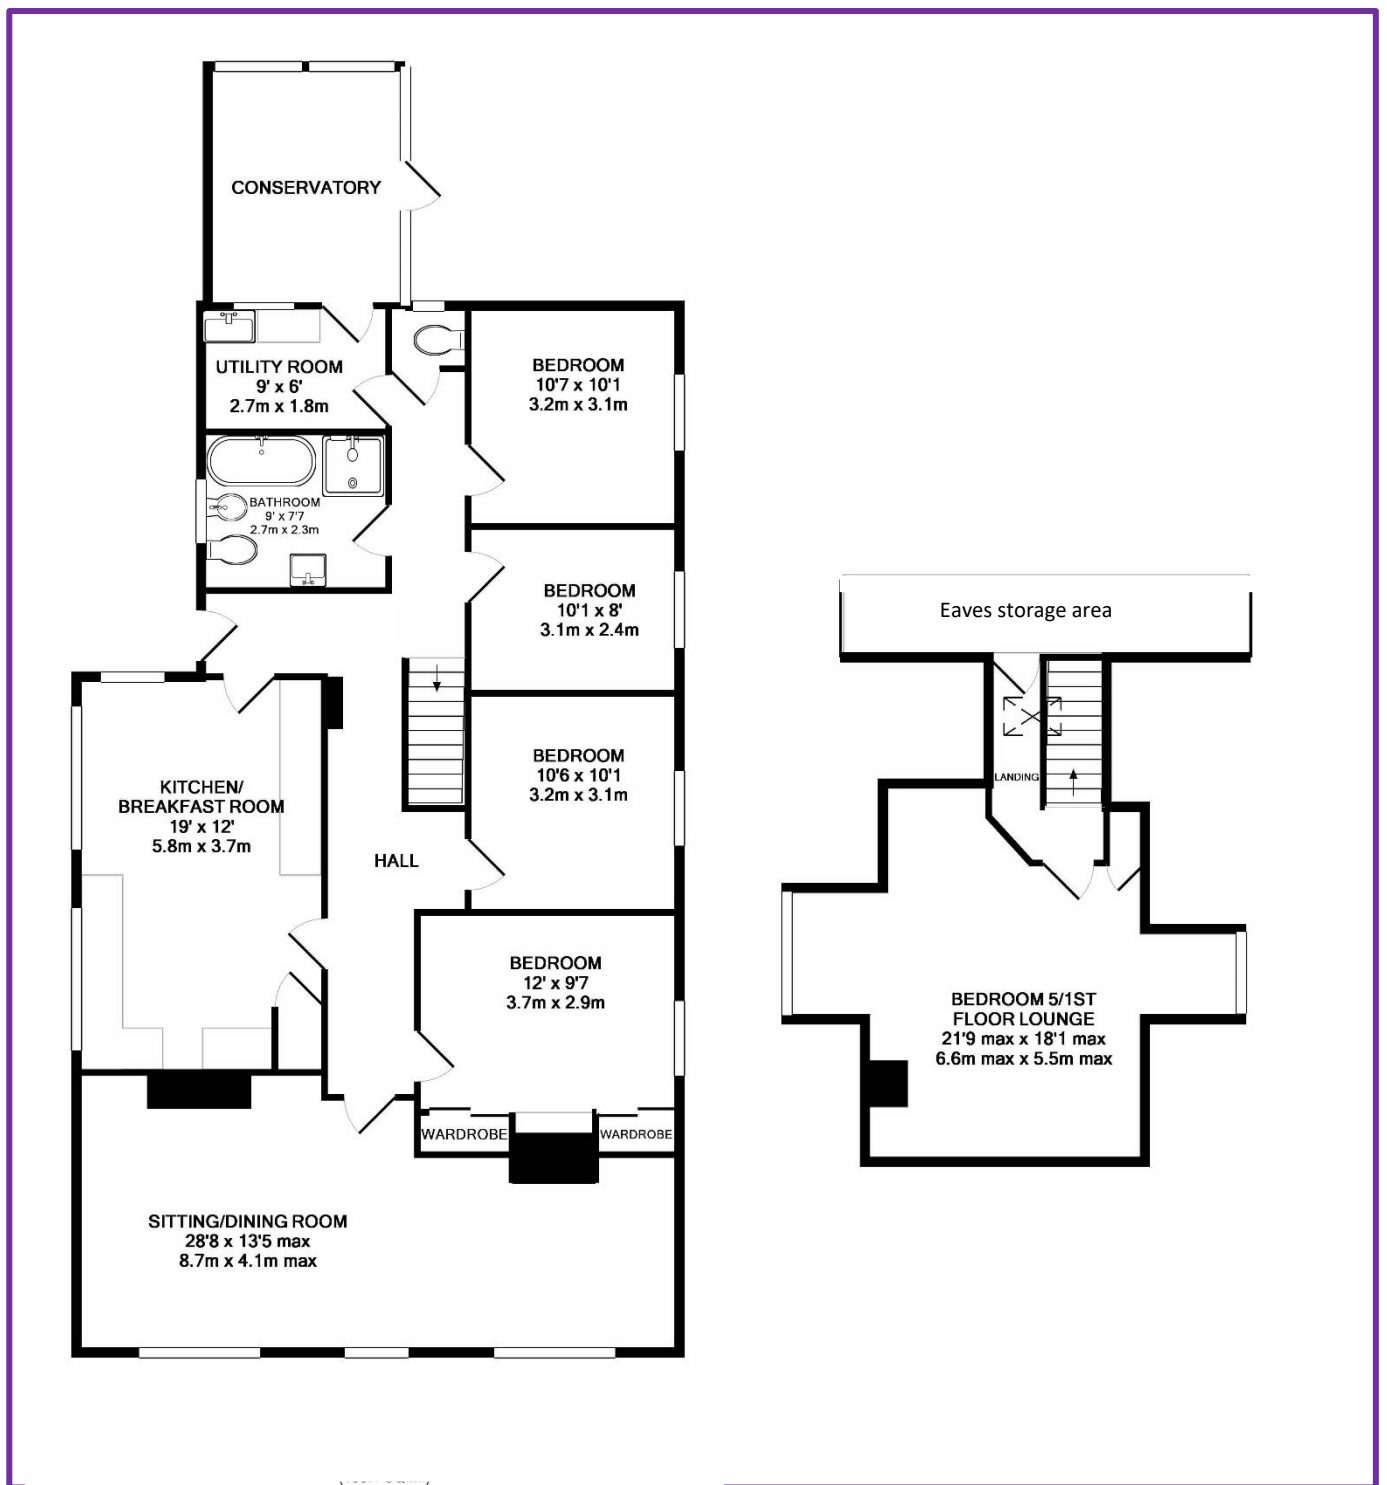 CONSERVATORY
UTILITY ROOM
9' x 6'
2.7m x 1.8m
BEDROOM
10'7 x 10'1
3.2m x 3.1m
BATHROOM
9' x 7'7
2.7m x 2.3m
BEDROOM
10'1 x 8'
3.1m x 2.4m
KITCHEN/
BREAKFAST ROOM
19' x 12'
5.8m x 3.7m
BEDROOM
10'6 x 10'1
3.2m x 3.1m
HALL
BEDROOM
12' x 9'7
3.7m x 2.9m
WARDROBE
WARDROBE
SITTING/DINING ROOM
28'8 x 13'5 max
8.7m x 4.1m max
Eaves storage area
LANDING
BEDROOM 5/1ST
FLOOR LOUNGE
21'9 max x 18'1 max
6.6m max x 5.5m max